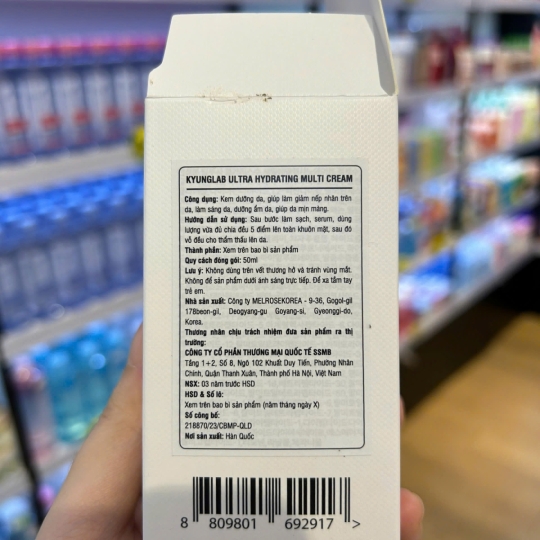 KYUNGLAB ULTRA HYDRATING MULTI CREAM
Công dụng: Kem dưỡng da, giúp làm giảm nếp nhăn trên
da, làm sáng da, dưỡng ẩm da, giúp da mịn màng.
Hướng dẫn sử dụng: Sau bước làm sạch, serum, dùng
lượng vừa đủ chia đều 5 điểm lên toàn khuôn mặt, sau đó
vỗ đều cho thẩm thấu lên da.
Thành phần: Xem trên bao bì sản phẩm
Quy cách đóng gói: 50ml
Lưu ý: Không dùng trên vết thương hở và tránh vùng mắt.
Không để sản phẩm dưới ánh sáng trực tiếp. Để xa tầm tay
trẻ em.
Nhà sản xuất: Công ty MELROSEKOREA - 9-36, Gogol-gil
178beon-gil, Deogyang-gu Goyang-si, Gyeonggi-do,
Korea.
Thương nhân chịu trách nhiệm đưa sản phẩm ra thị
trường:
CÔNG TY CỔ PHẦN THƯƠNG MẠI QUỐC TẾ SSMB
Tầng 1+2, Số 8, Ngõ 102 Khuất Duy Tiến, Phường Nhân
Chính, Quận Thanh Xuân, Thành phố Hà Nội, Việt Nam
NSX: 03 năm trước HSD
HSD & Số lô:
Xem trên bao bì sản phẩm (năm tháng ngày X)
Số công bố:
218870/23/CBMP-QLD
Nơi sản xuất: Hàn Quốc
8 809801 692917 >